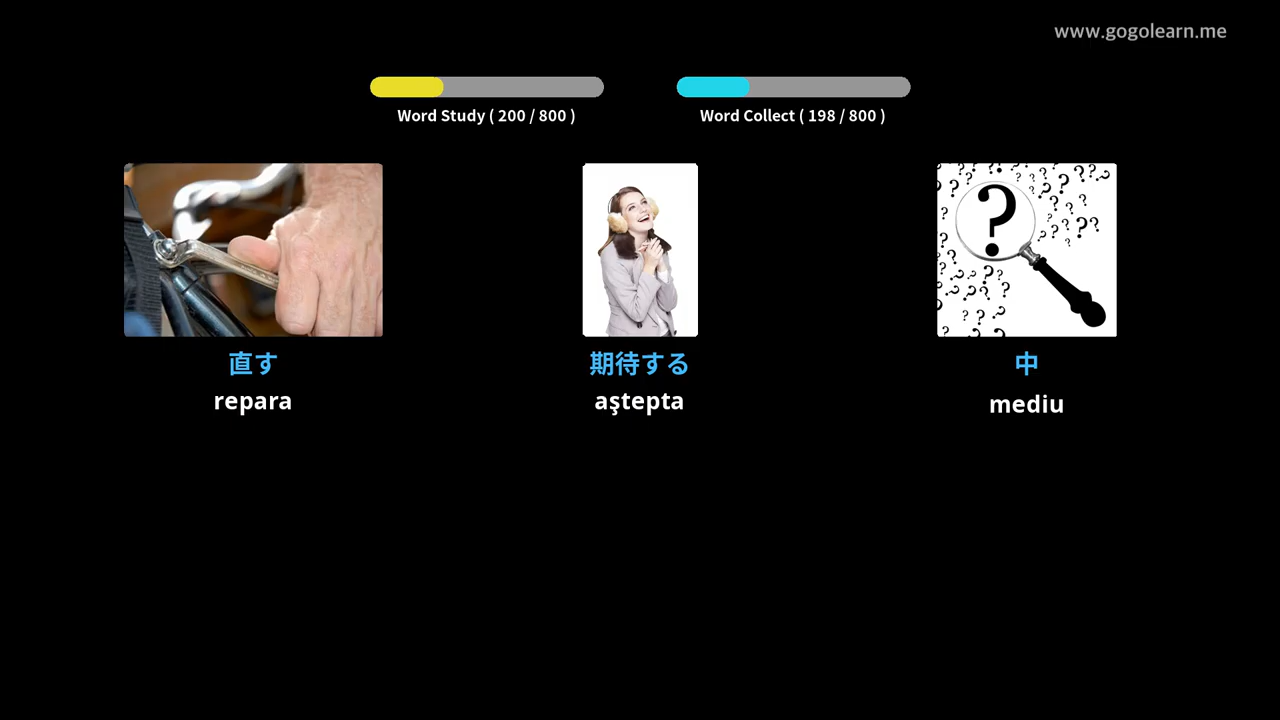 www.gogolearn.me
Word Study ( 200 / 800 )
Word Collect ( 198 / 800 )
直す
repara
期待する
aştepta
中
mediu